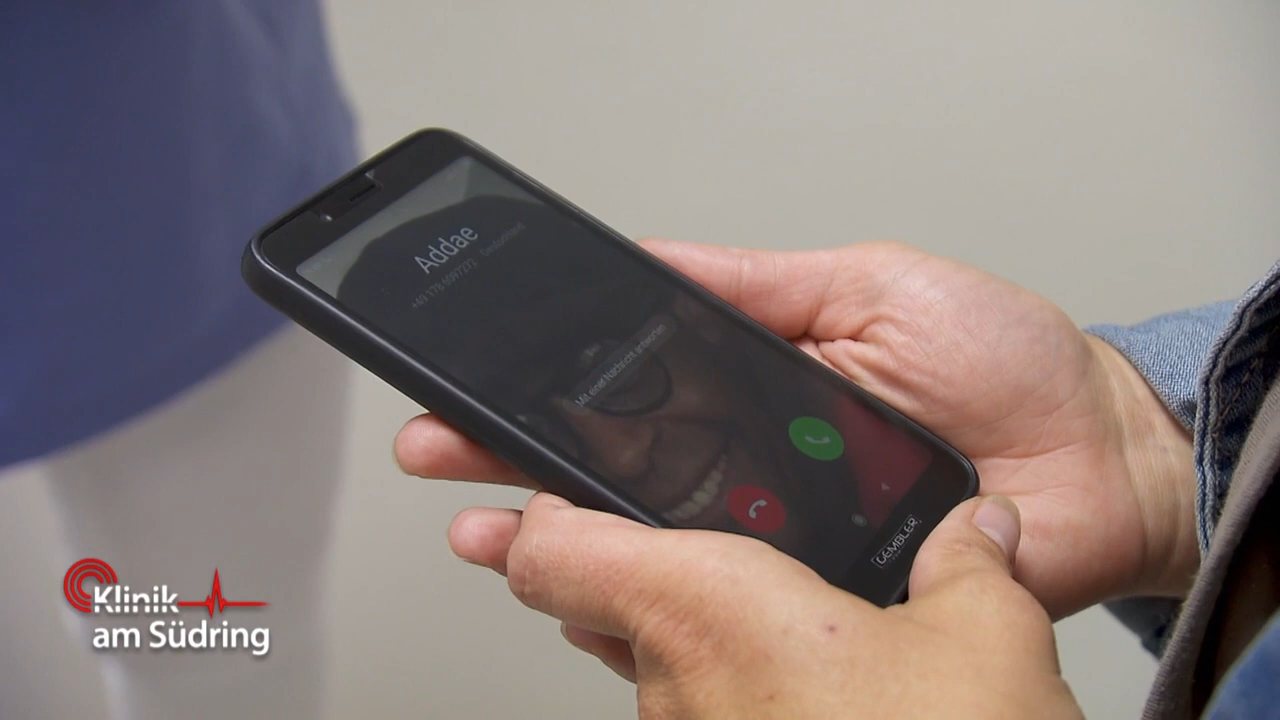 Addae
Deutschland
Mit einer Nachricht antworten
GEMBLER
Klinik
am Südring